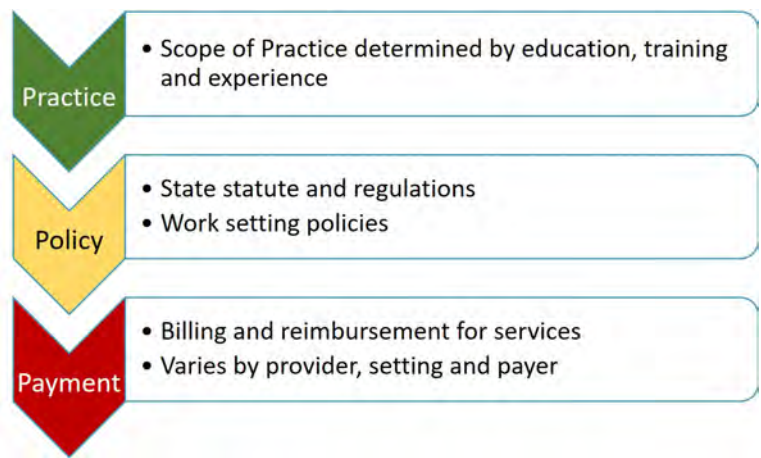 Practice
• Scope of Practice determined by education, training
and experience
Policy
• State statute and regulations
• Work setting policies
Payment
• Billing and reimbursement for services
• Varies by provider, setting and payer